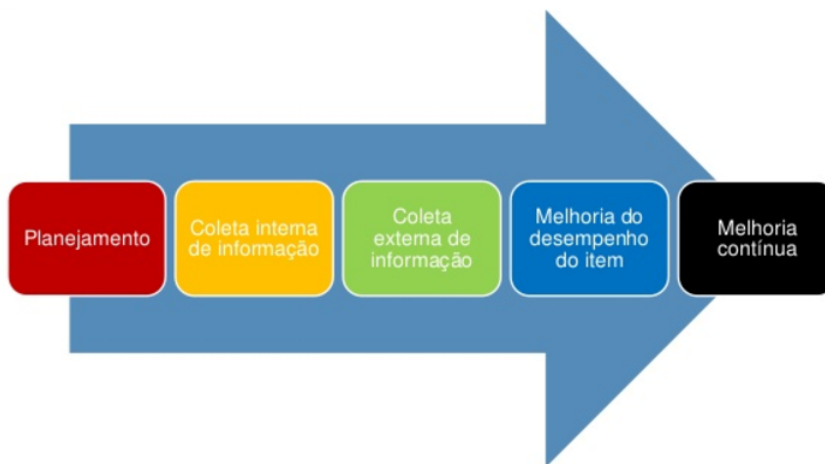 Planejamento
Coleta interna
de informação
Coleta
externa de
informação
Melhoria do
desempenho
do item
Melhoria
contínua